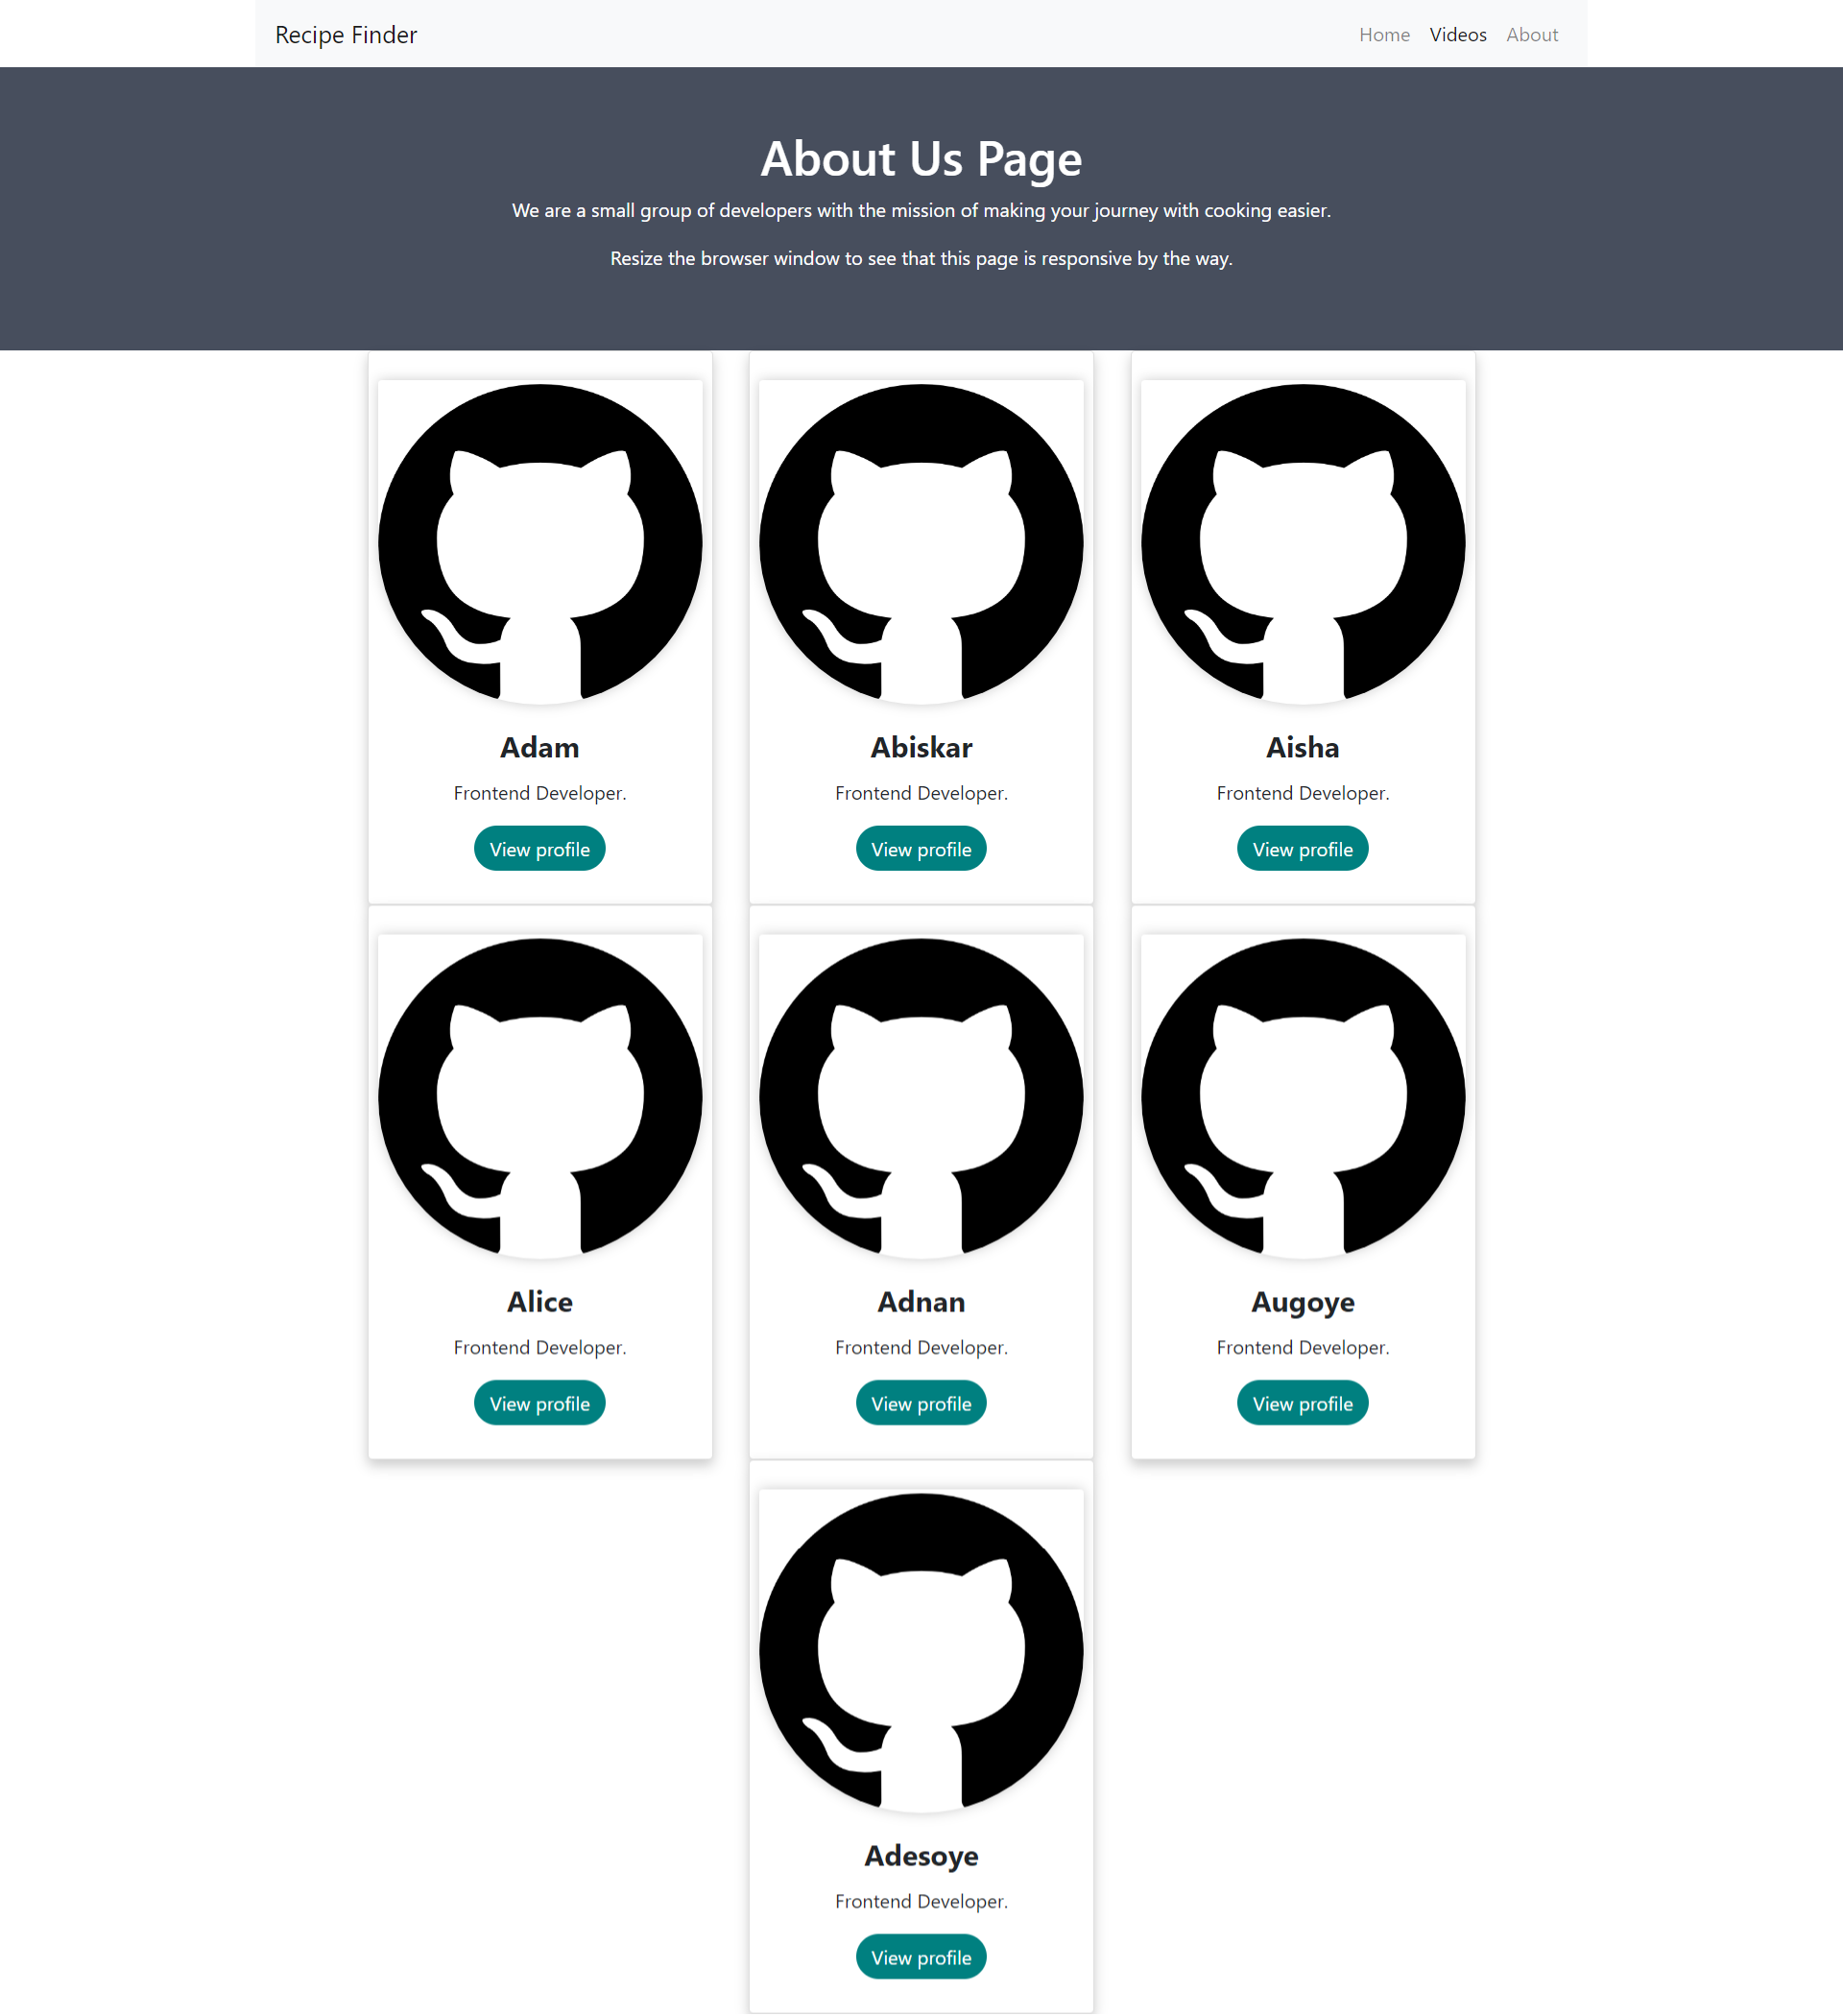 Recipe Finder
Home Videos About
About Us Page
We are a small group of developers with the mission of making your journey with cooking easier.
Resize the browser window to see that this page is responsive by the way.
Adam
Frontend Developer.
View profile
Abiskar
Frontend Developer.
View profile
Aisha
Frontend Developer.
View profile
Alice
Frontend Developer.
View profile
Adnan
Frontend Developer.
View profile
Augoye
Frontend Developer.
View profile
Adesoye
Frontend Developer.
View profile